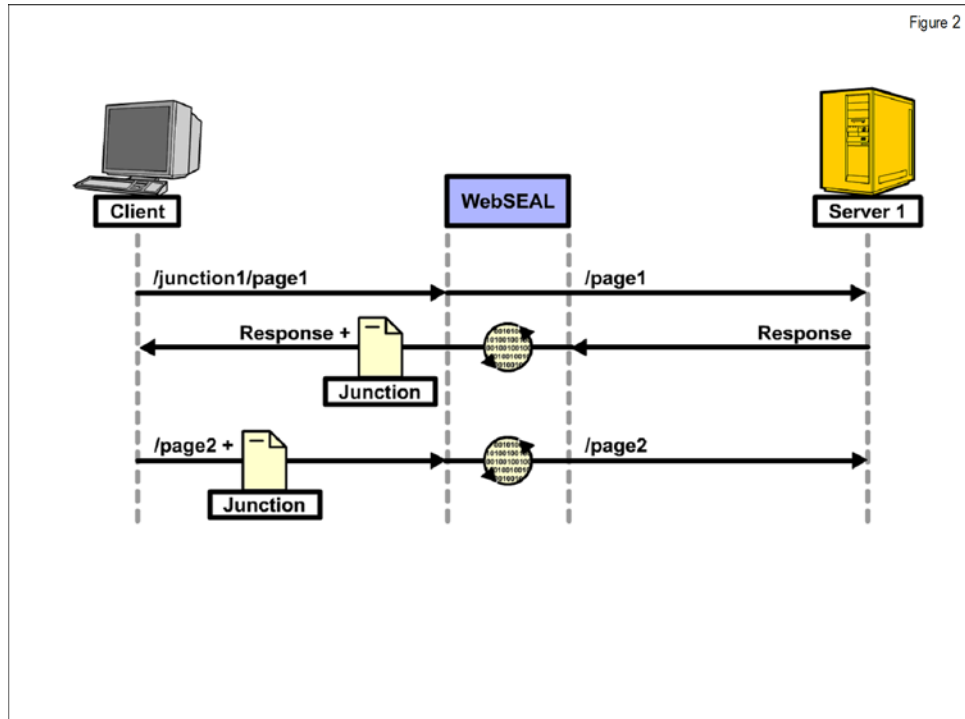 Figure 2
Client
WebSEAL
Server 1
/junction1/page1
/page1
Response +
Response
Junction
/page2 +
/page2
Junction